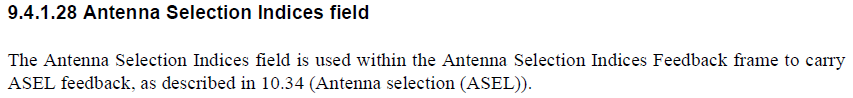 9.4.1.28 Antenna Selection Indices field
The Antenna Selection Indices field is used within the Antenna Selection Indices Feedback frame to carry
ASEL feedback, as described in 10.34 (Antenna selection (ASEL)).